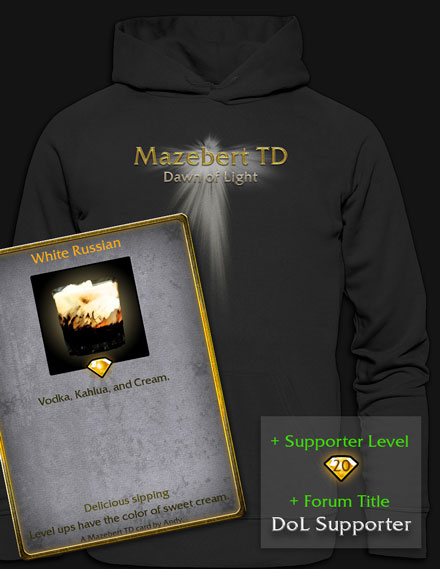 Mazebert TD
Dawn of Light
White Russian
Vodka, Kahlua, and Cream.
Delicious sipping
Level ups have the color of sweet cream.
A Mazebert TD card by Andy
+ Supporter Level
20
+ Forum Title
DoL Supporter